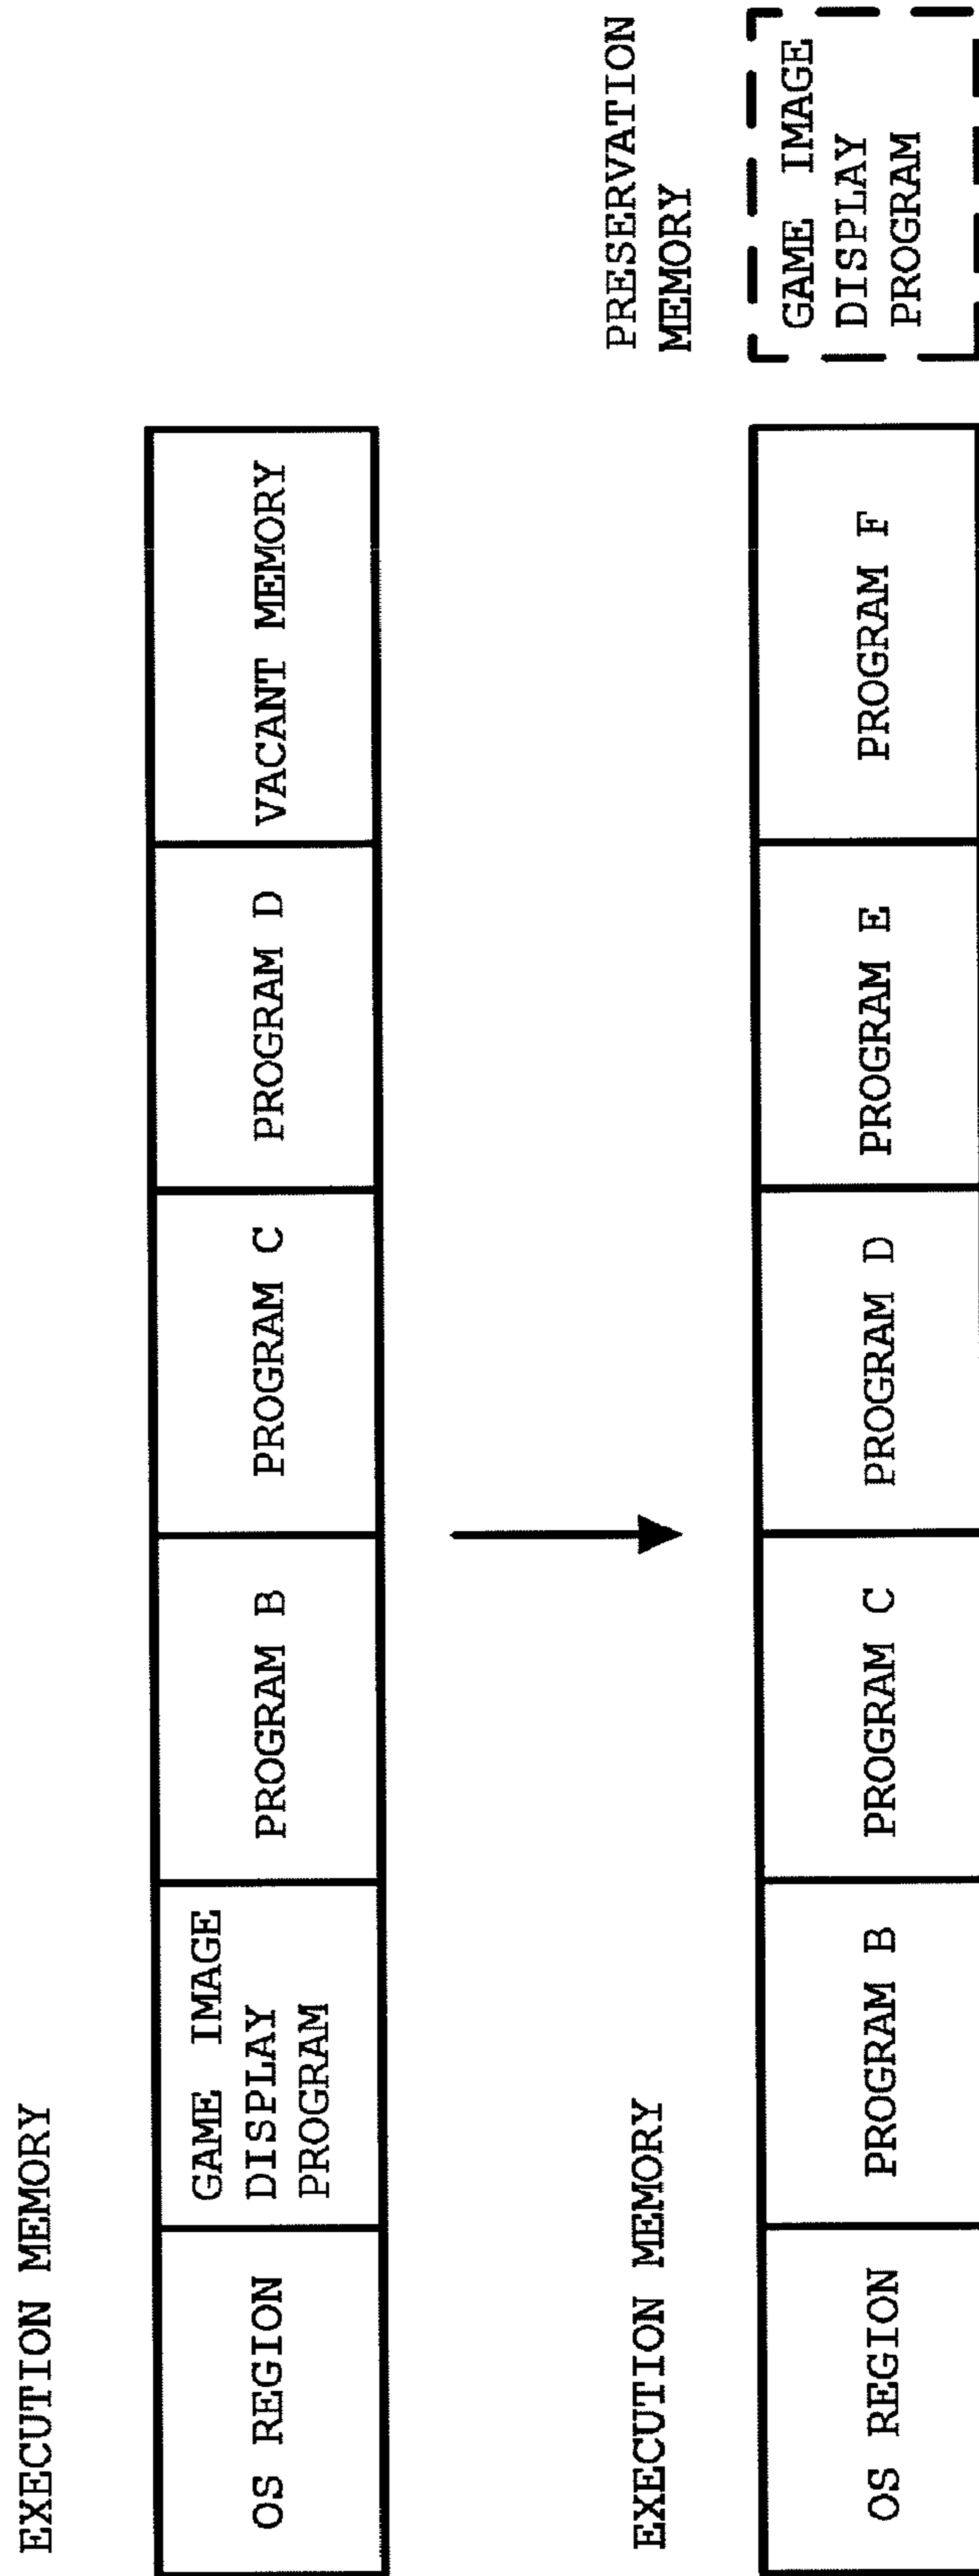 EXECUTION MEMORY
OS REGION
GAME IMAGE
DISPLAY
PROGRAM
PROGRAM B
PROGRAM C
PROGRAM D
VACANT MEMORY
EXECUTION MEMORY
PRESERVATION
MEMORY
OS REGION
PROGRAM B
PROGRAM C
PROGRAM D
PROGRAM E
PROGRAM F
GAME IMAGE
DISPLAY
PROGRAM